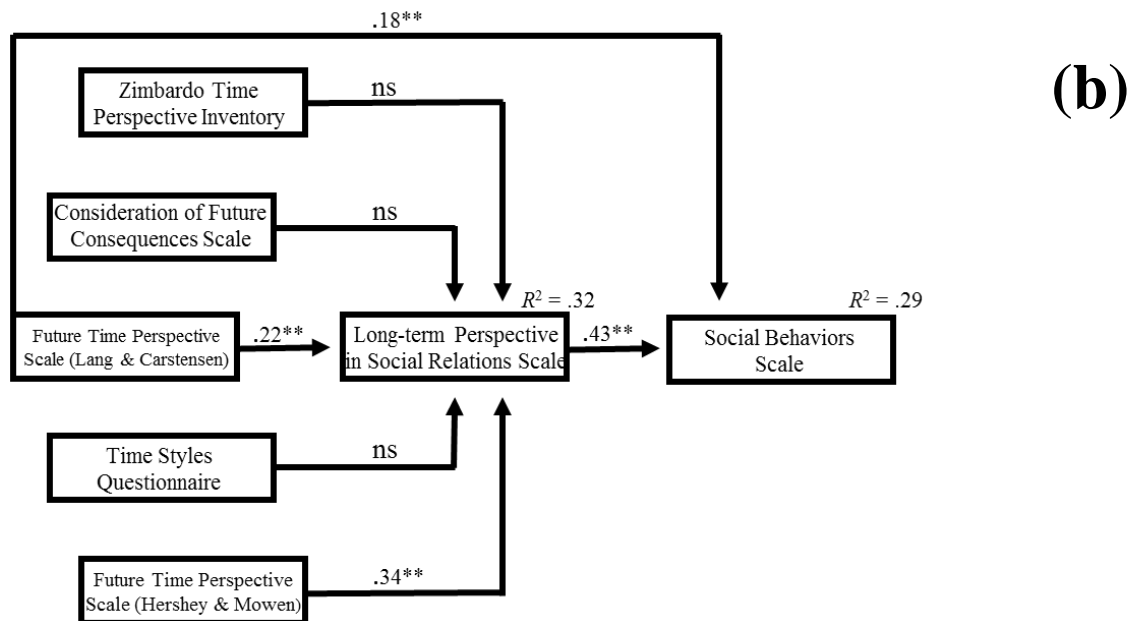 .18**
(b)
ns
Zimbardo Time
Perspective Inventory
ns
Consideration of Future
Consequences Scale
R² = .32
R² = .29
Future Time Perspective
Scale (Lang & Carstensen)
.22**
Long-term Perspective
in Social Relations Scale
.43**
Social Behaviors
Scale
Time Styles
Questionnaire
ns
Future Time Perspective
Scale (Hershey & Mowen)
.34**